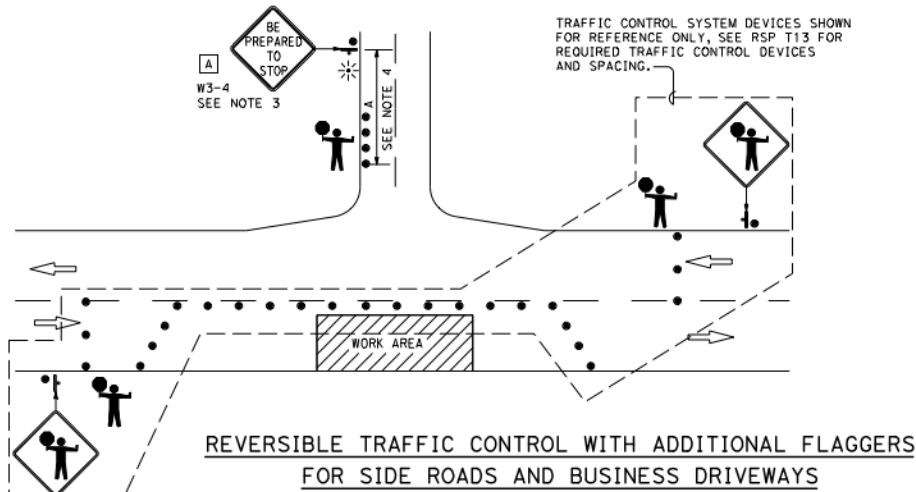 BE
PREPARED
TO
STOP
A
W3-4
SEE NOTE 3
A
SEE NOTE 4
TRAFFIC CONTROL SYSTEM DEVICES SHOWN
FOR REFERENCE ONLY, SEE RSP T13 FOR
REQUIRED TRAFFIC CONTROL DEVICES
AND SPACING.
WORK AREA
REVERSIBLE TRAFFIC CONTROL WITH ADDITIONAL FLAGGERS
FOR SIDE ROADS AND BUSINESS DRIVEWAYS